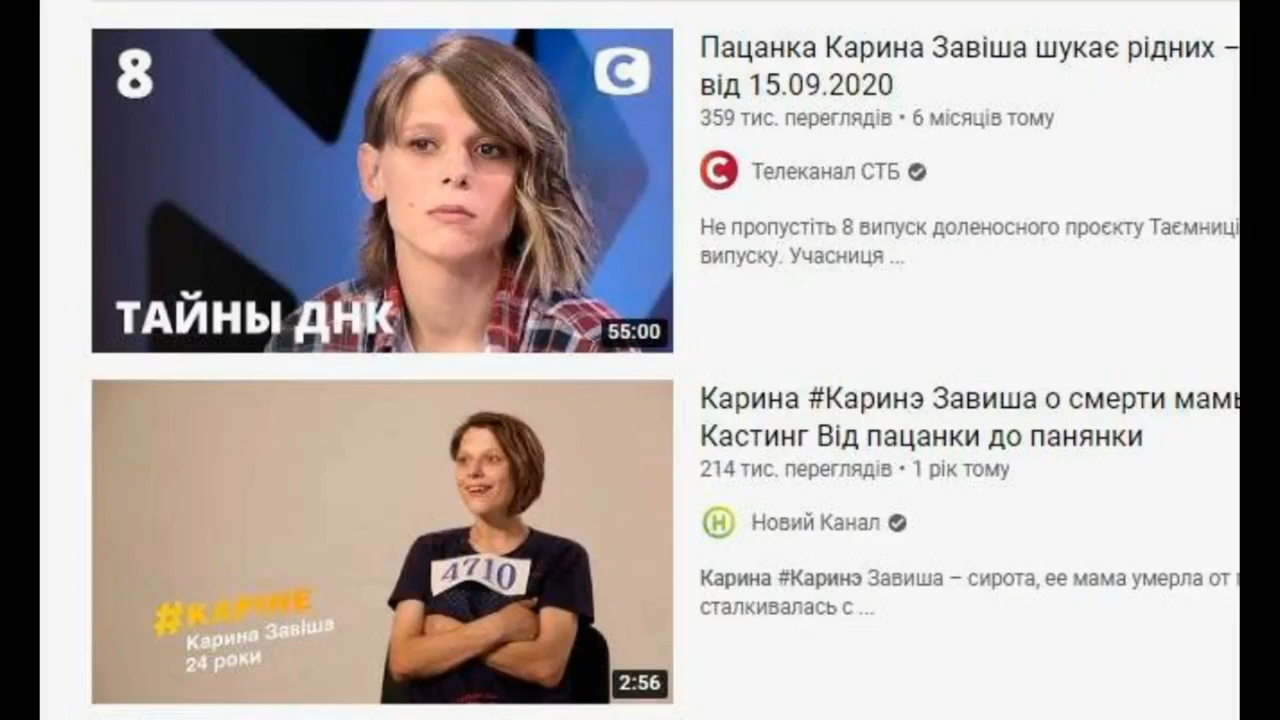 8
ТАЙНЫ ДНК
55:00
Пацанка Карина Завіша шукає рідних –
від 15.09.2020
359 тис. переглядів • 6 місяців тому
Телеканал СТБ
Не пропустіть 8 випуск доленосного проєкту Таємниці
випуску. Учасниця ...
4710
#КАРІНЕ
Карина Завіша
24 роки
2:56
Карина #Каринэ Завиша о смерти мамы
Кастинг Від пацанки до панянки
214 тис. переглядів • 1 рік тому
Новий Канал
Карина #Каринэ Завиша – сирота, ее мама умерла от
сталкивалась с ...